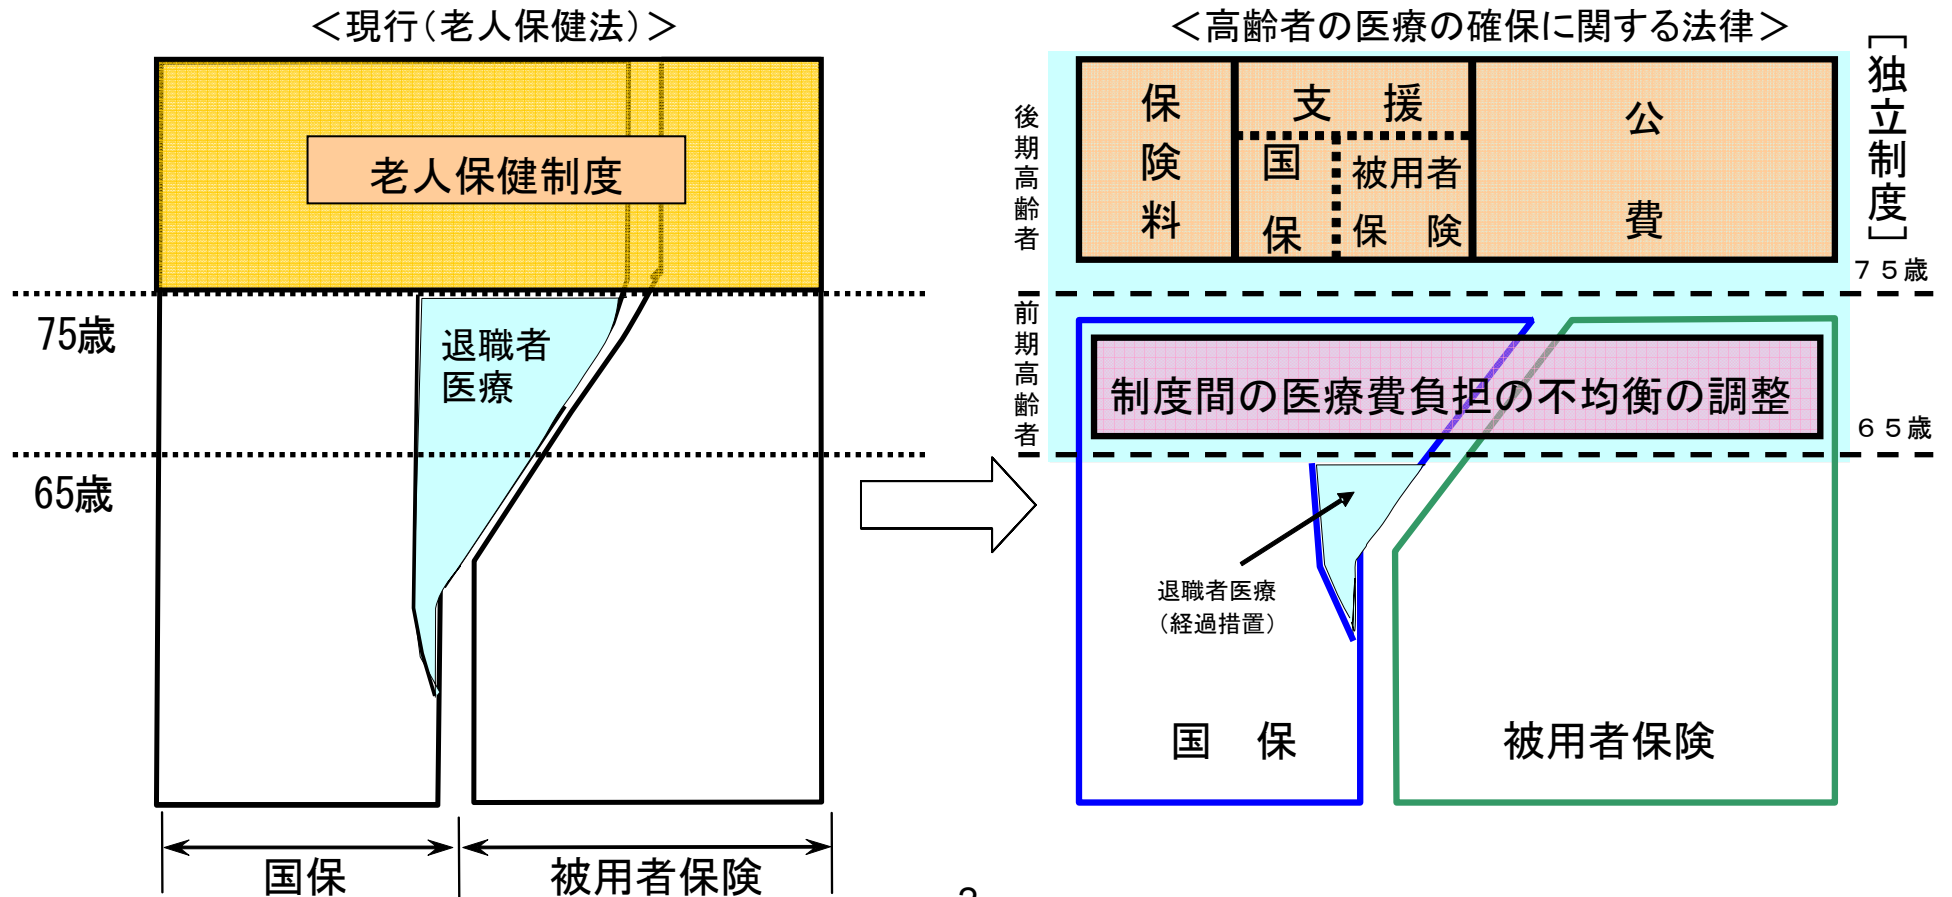 ＜現行（老人保健法）＞
老人保健制度
75歳
退職者
医療
65歳
国保
被用者保険
＜高齢者の医療の確保に関する法律＞
［独立制度］
後期高齢者
保険料
支　援
国保
被用者
保　険
公費
７５歳
前期高齢者
制度間の医療費負担の不均衡の調整
６５歳
退職者医療
（経過措置）
国　保
被用者保険